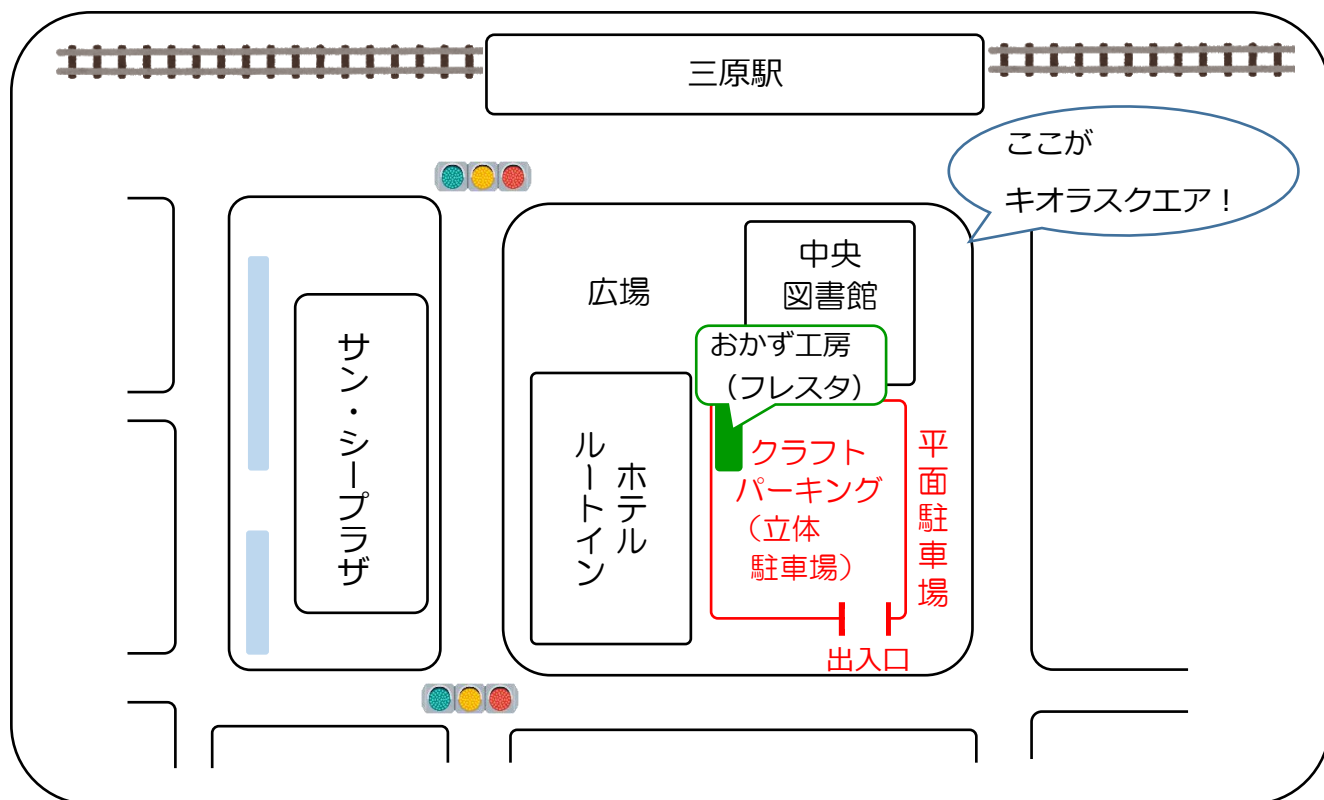 三原駅
ここが
キオラスクエア！
中央
図書館
広場
おかず工房
（フレスタ）
サン・シープラザ
ホテル
ルートイン
クラフト
パーキング
（立体
駐車場）
平面駐車場
出入口